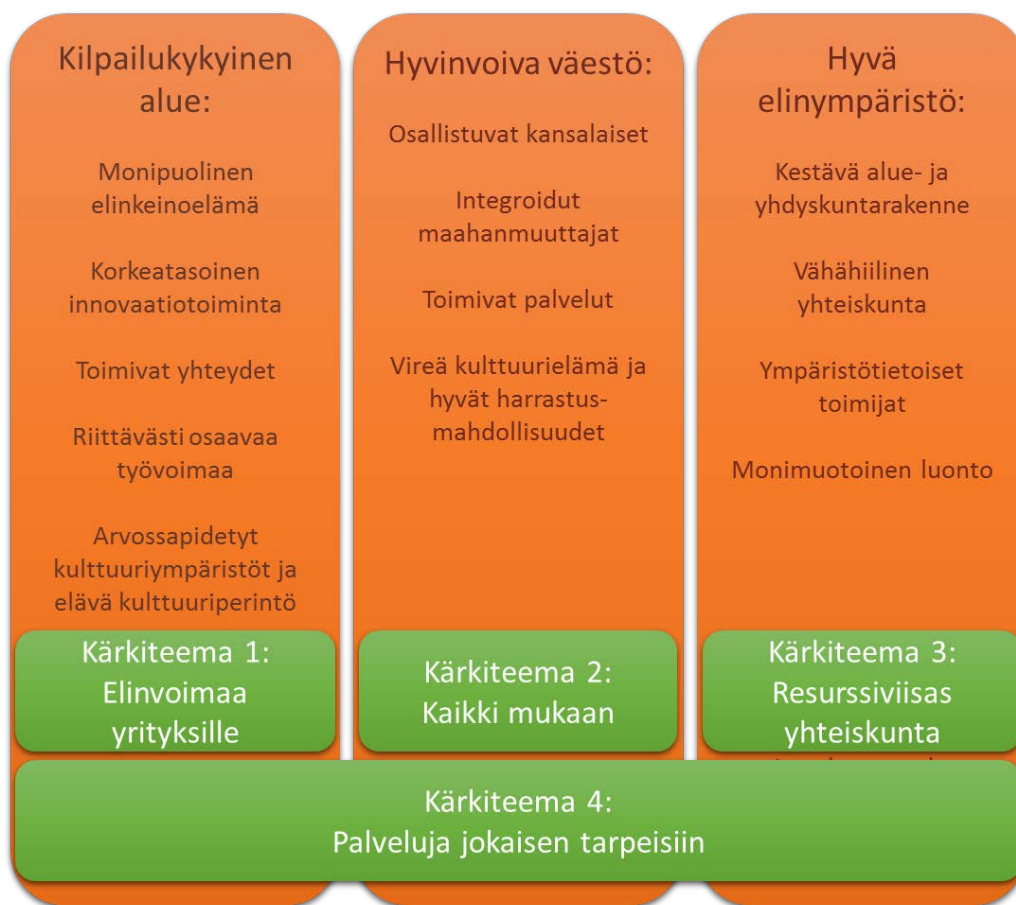 Kilpailukykyinen
alue:
Monipuolinen
elinkeinoelämä
Korkeatasoinen
innovaatiotoiminta
Toimivat yhteydet
Riittävästi osaavaa
työvoimaa
Arvossapidetyt
kulttuuriympäristöt ja
elävä kulttuuriperintö
Kärkiteema 1:
Elinvoimaa
yrityksille
Hyvinvoiva väestö:
Osallistuvat kansalaiset
Integroidut
maahanmuuttajat
Toimivat palvelut
Vireä kulttuurielämä ja
hyvät harrastus-
mahdollisuudet
Kärkiteema 2:
Kaikki mukaan
Hyvä
elinympäristö:
Kestävä alue- ja
yhdyskuntarakenne
Vähähiilinen
yhteiskunta
Ympäristötietoiset
toimijat
Monimuotoinen luonto
Kärkiteema 3:
Resurssiviisas
yhteiskunta
Kärkiteema 4:
Palveluja jokaisen tarpeisiin